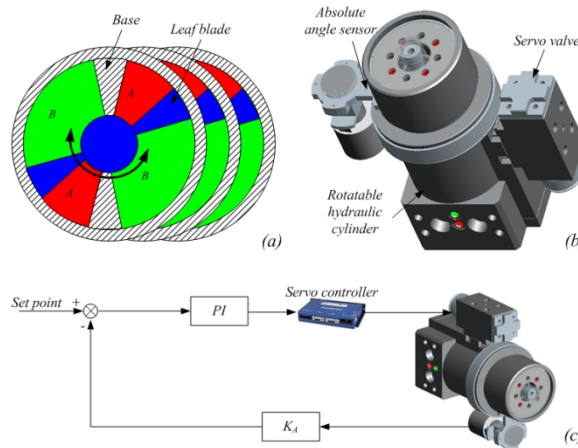 Base
Leaf blade
A
B
B
A
(a)
Absolute
angle sensor
Servo valve
Rotatable
hydraulic
cylinder
(b)
Set point
+
-
PI
Servo controller
K_A
(c)